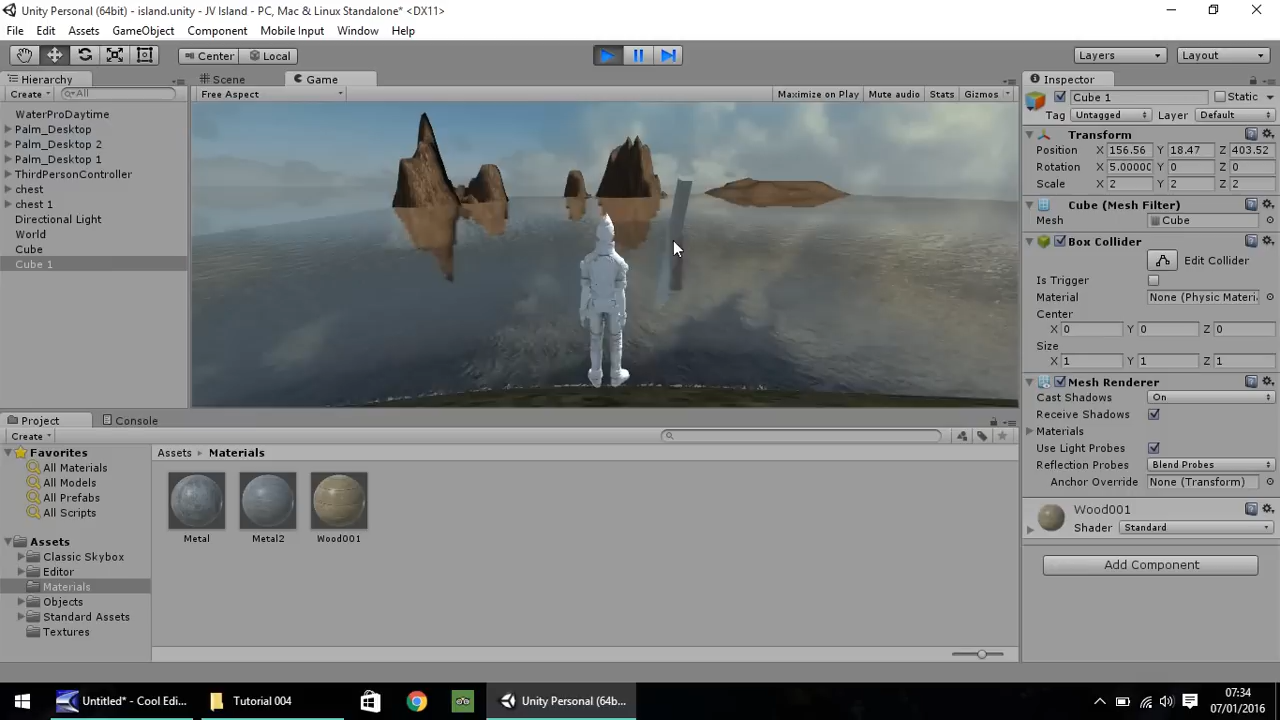 Unity Personal (64bit) - island.unity - JV Island - PC, Mac & Linux Standalone* <DX11>
File Edit Assets GameObject Component Mobile Input Window Help
Center Local Layers Layout
Hierarchy
Create All
WaterProDaytime
Palm_Desktop
Palm_Desktop 2
Palm_Desktop 1
ThirdPersonController
chest
chest 1
Directional Light
World
Cube
Cube 1
Scene Game
Free Aspect Maximize on Play Mute audio Stats Gizmos
Inspector
Cube 1 Static
Tag Untagged Layer Default
Transform
Position X 156.56 Y 18.47 Z 403.52
Rotation X 5.0000 Y 0 Z 0
Scale X 2 Y 2 Z 2
Cube (Mesh Filter)
Mesh Cube
Box Collider
Edit Collider
Is Trigger
Material None (Physic Materi
Center
X 0 Y 0 Z 0
Size
X 1 Y 1 Z 1
Mesh Renderer
Cast Shadows On
Receive Shadows
Materials
Use Light Probes
Reflection Probes Blend Probes
Anchor Override None (Transform)
Wood001
Shader Standard
Add Component
Project Console
Create
Favorites
All Materials
All Models
All Prefabs
All Scripts
Assets
Classic Skybox
Editor
Materials
Objects
Standard Assets
Textures
Assets Materials
Metal Metal2 Wood001
Untitled* - Cool Edi... Tutorial 004 Unity Personal (64b...
07:34
07/01/2016